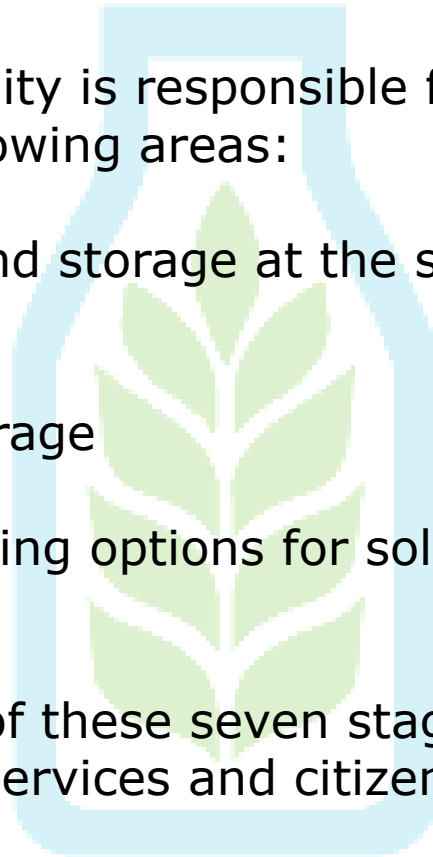 ity is responsible f
owing areas:
nd storage at the s
rage
ing options for sol
of these seven stag
ervices and citizen